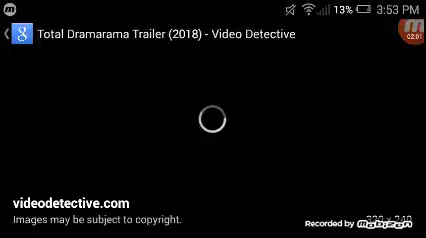 13% 3:53 PM
Total Dramarama Trailer (2018) - Video Detective
02:01
videodetective.com
Images may be subject to copyright.
Recorded by Mobizen